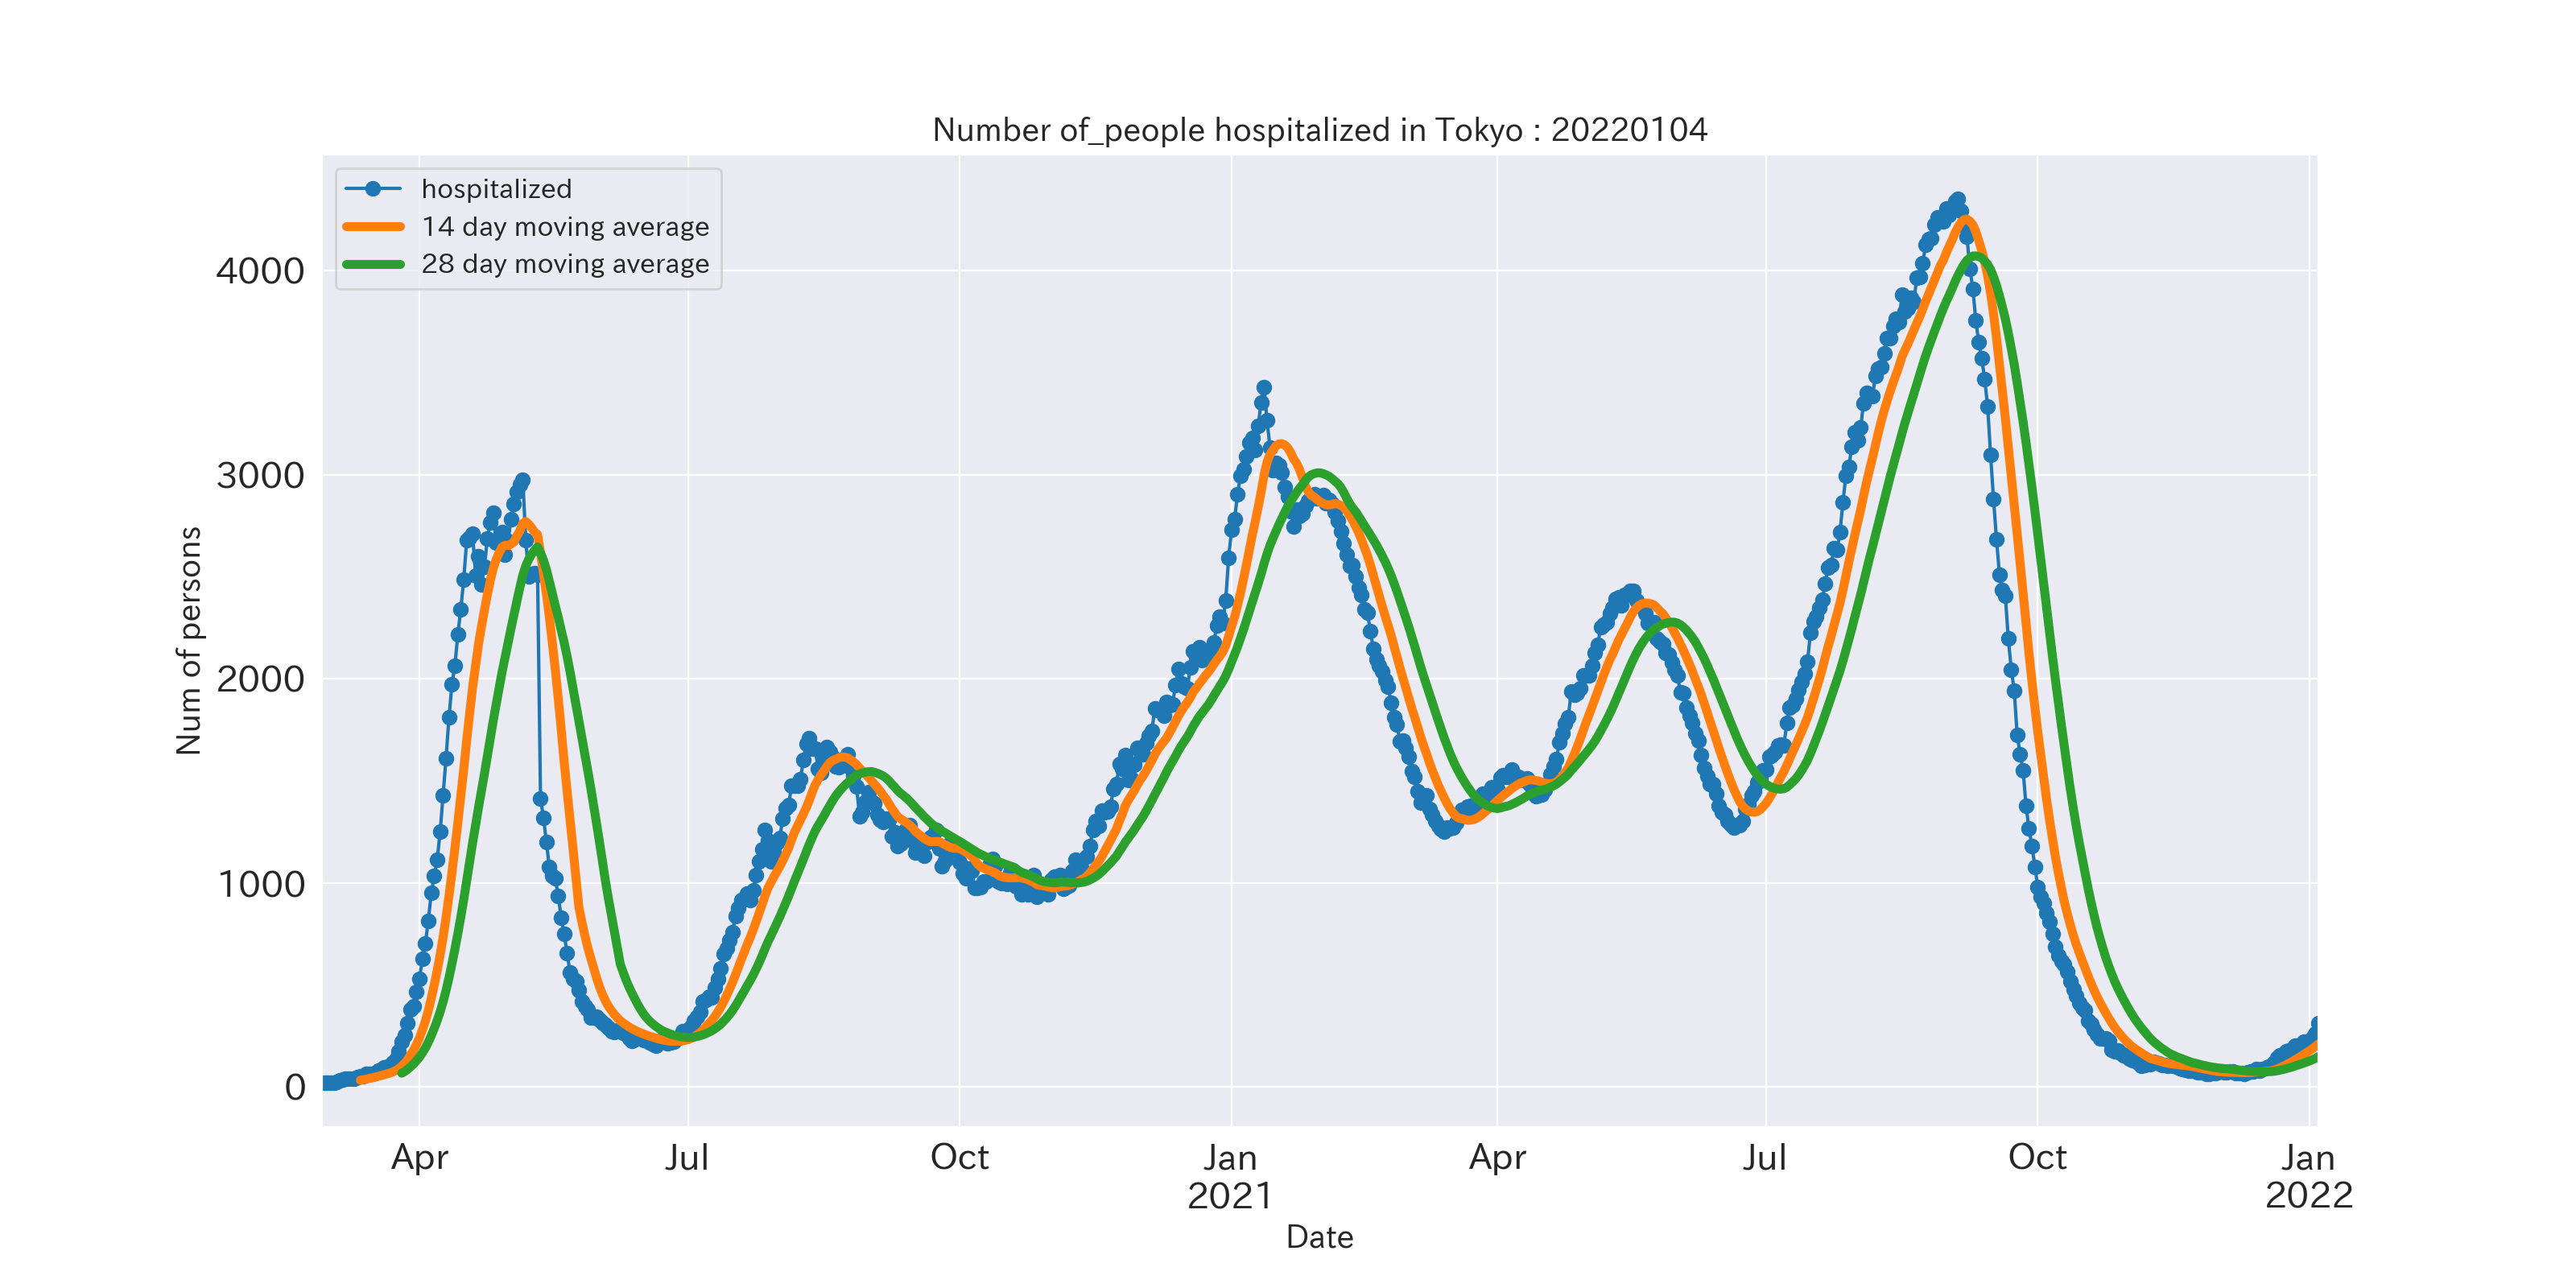 Number of_people hospitalized in Tokyo : 20220104
hospitalized
14 day moving average
28 day moving average
4000
3000
2000
1000
0
Num of persons
Apr Jul Oct Jan Apr Jul Oct Jan
2021 2022
Date